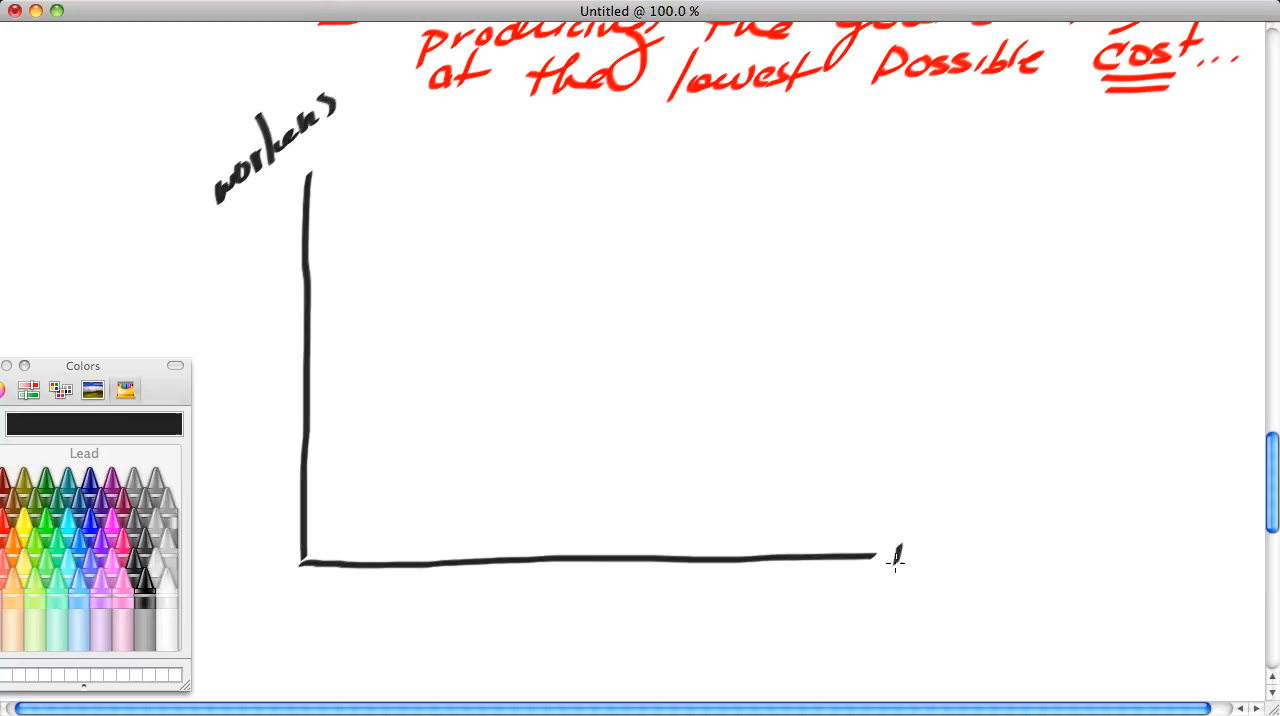 Untitled @ 100.0 %
producing the
at the lowest possible cost...
workers
Colors
Lead